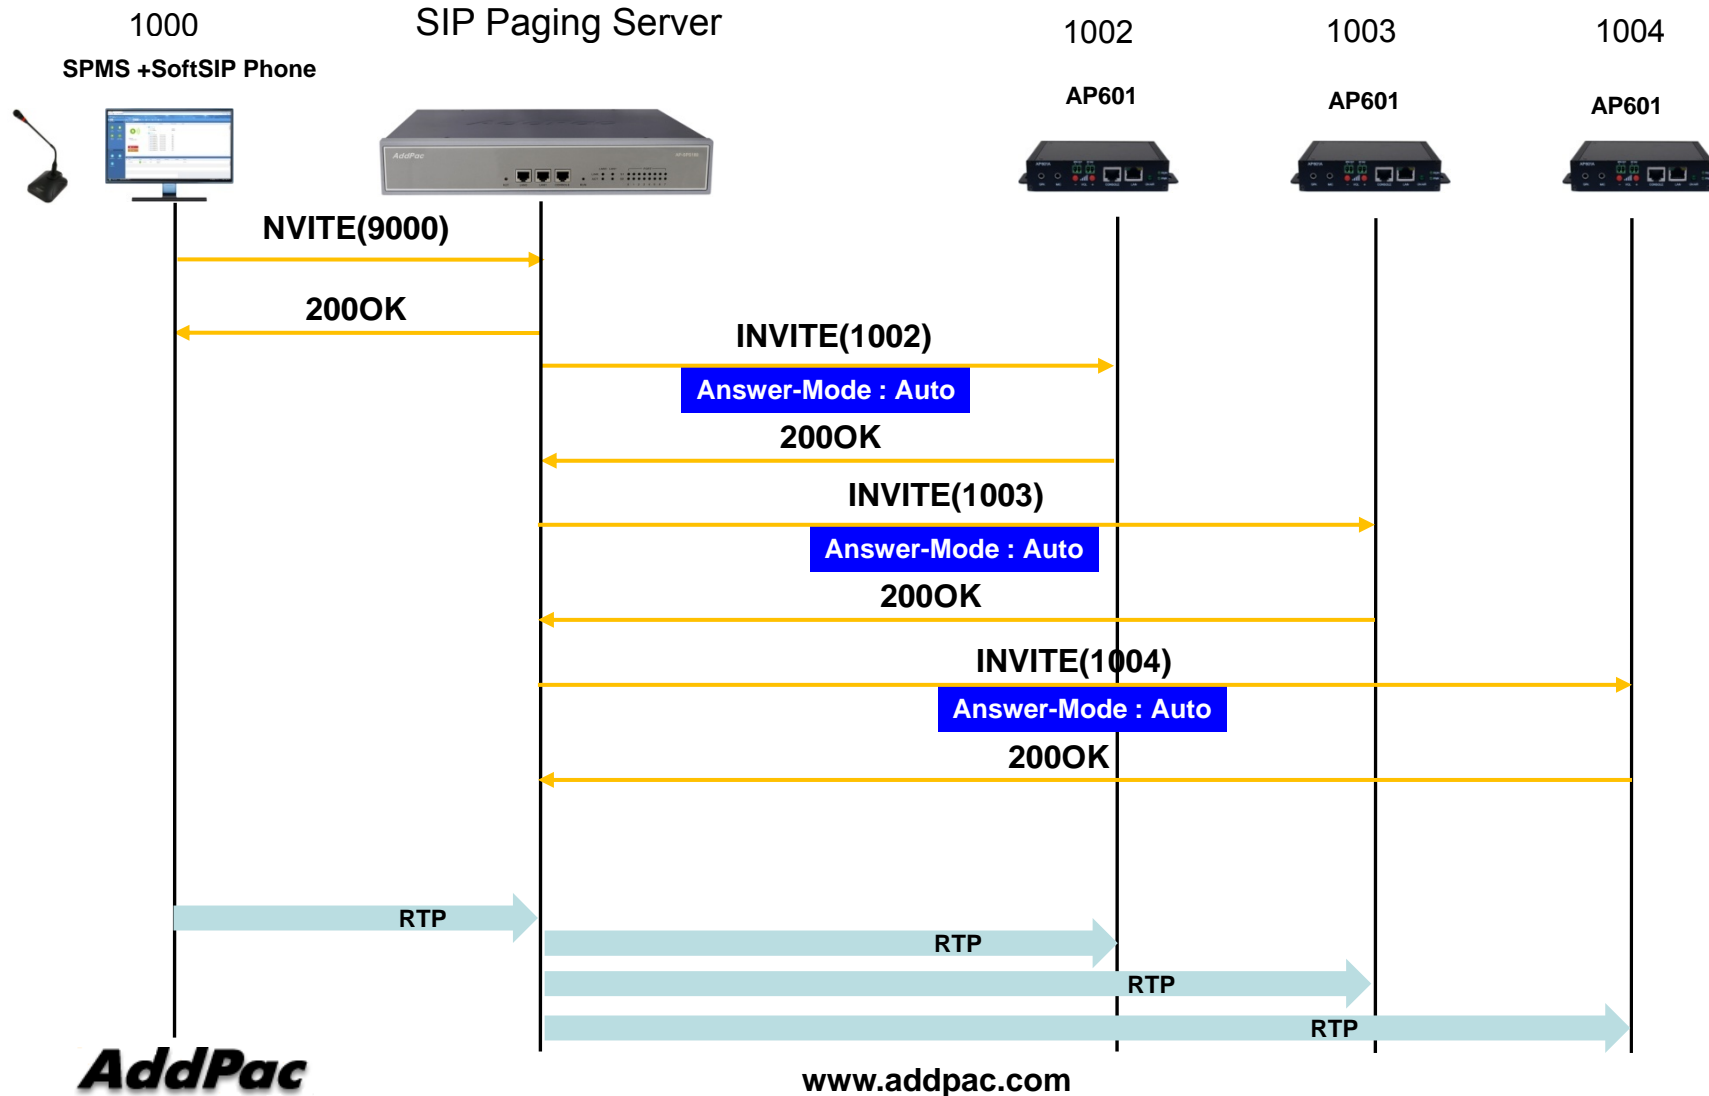 1000
SIP Paging Server
1002
1003
1004
SPMS +SoftSIP Phone
AP601
AP601
AP601
AddPac
NVITE(9000)
200OK
INVITE(1002)
Answer-Mode : Auto
200OK
INVITE(1003)
Answer-Mode : Auto
200OK
INVITE(1004)
Answer-Mode : Auto
200OK
RTP
RTP
RTP
RTP
AddPac
www.addpac.com